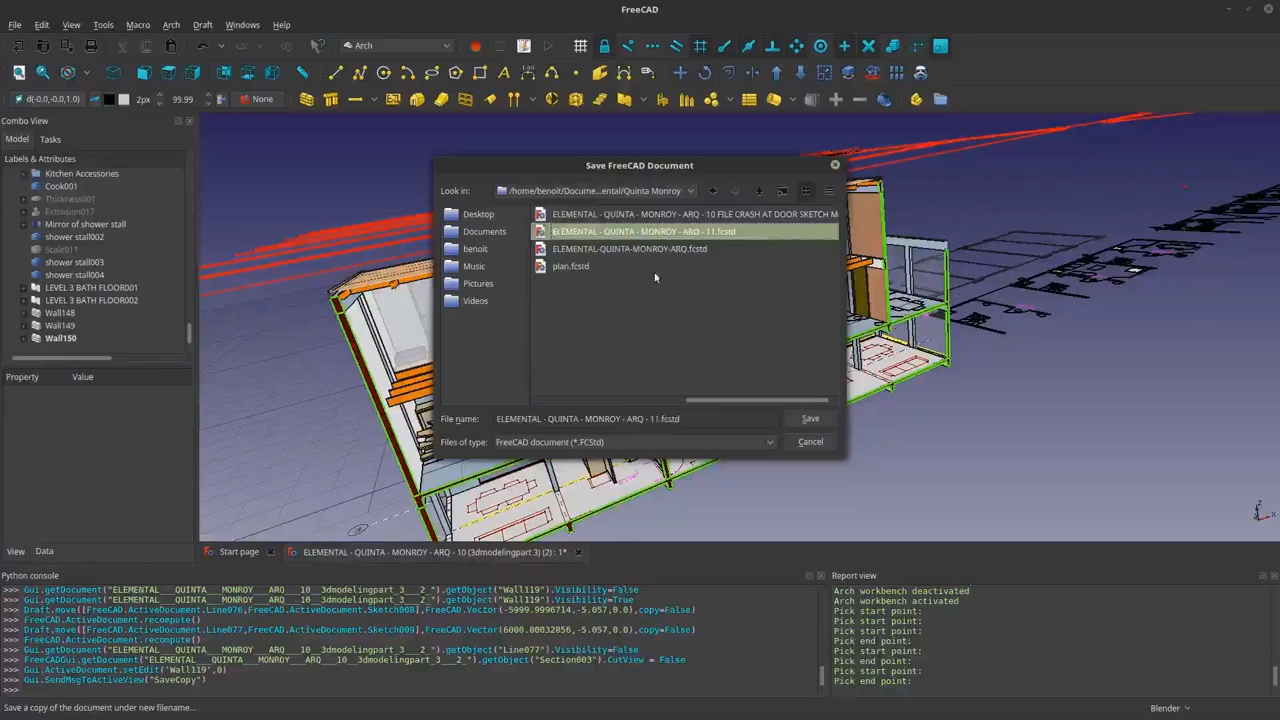 FreeCAD
File Edit View Tools Macro Arch Draft Windows Help
Arch
d(-0.0,-0.0,1.0) 2px 99.99 None
Combo View
Model Tasks
Labels & Attributes
Kitchen Accessories
Cook001
Thickness001
Extrusion017
Mirror of shower stall
shower stall002
Scale011
shower stall003
shower stall004
LEVEL 3 BATH FLOOR001
LEVEL 3 BATH FLOOR002
Wall148
Wall149
Wall150
Property Value
View Data
Save FreeCAD Document
Look in: /home/benoit/Docume...ental/Quinta Monroy
Desktop
Documents
benoit
Music
Pictures
Videos
ELEMENTAL - QUINTA - MONROY - ARQ - 10 FILE CRASH AT DOOR SKETCH M
ELEMENTAL - QUINTA - MONROY - ARQ - 11.fcstd
ELEMENTAL-QUINTA-MONROY-ARQ.fcstd
plan.fcstd
File name: ELEMENTAL - QUINTA - MONROY - ARQ - 11.fcstd Save
Files of type: FreeCAD document (*.FCStd) Cancel
Start page ELEMENTAL - QUINTA - MONROY - ARQ - 10 (3dmodelingpart 3) (2) : 1*
Python console
>>> Gui.getDocument("ELEMENTAL___QUINTA___MONROY___ARQ___10__3dmodelingpart_3___2_").getObject("Wall119").Visibility=False
>>> Gui.getDocument("ELEMENTAL___QUINTA___MONROY___ARQ___10__3dmodelingpart_3___2_").getObject("Wall119").Visibility=True
>>> Draft.move([FreeCAD.ActiveDocument.Line076,FreeCAD.ActiveDocument.Sketch008],FreeCAD.Vector(-5999.9996714,-5.057,0.0),copy=False)
>>> FreeCAD.ActiveDocument.recompute()
>>> Draft.move([FreeCAD.ActiveDocument.Line077,FreeCAD.ActiveDocument.Sketch009],FreeCAD.Vector(6000.00032856,-5.057,0.0),copy=False)
>>> FreeCAD.ActiveDocument.recompute()
>>> Gui.getDocument("ELEMENTAL___QUINTA___MONROY___ARQ___10__3dmodelingpart_3___2_").getObject("Line077").Visibility=False
>>> FreeCADGui.getDocument("ELEMENTAL___QUINTA___MONROY___ARQ___10__3dmodelingpart_3___2_").getObject("Section003").CutView = False
>>> Gui.ActiveDocument.setEdit('Wall119',0)
>>> Gui.SendMsgToActiveView("SaveCopy")
>>>
Report view
Arch workbench deactivated
Arch workbench activated
Pick start point:
Pick end point:
Pick start point:
Pick end point:
Pick start point:
Pick end point:
Pick start point:
Pick end point:
Save a copy of the document under new filename...
Blender